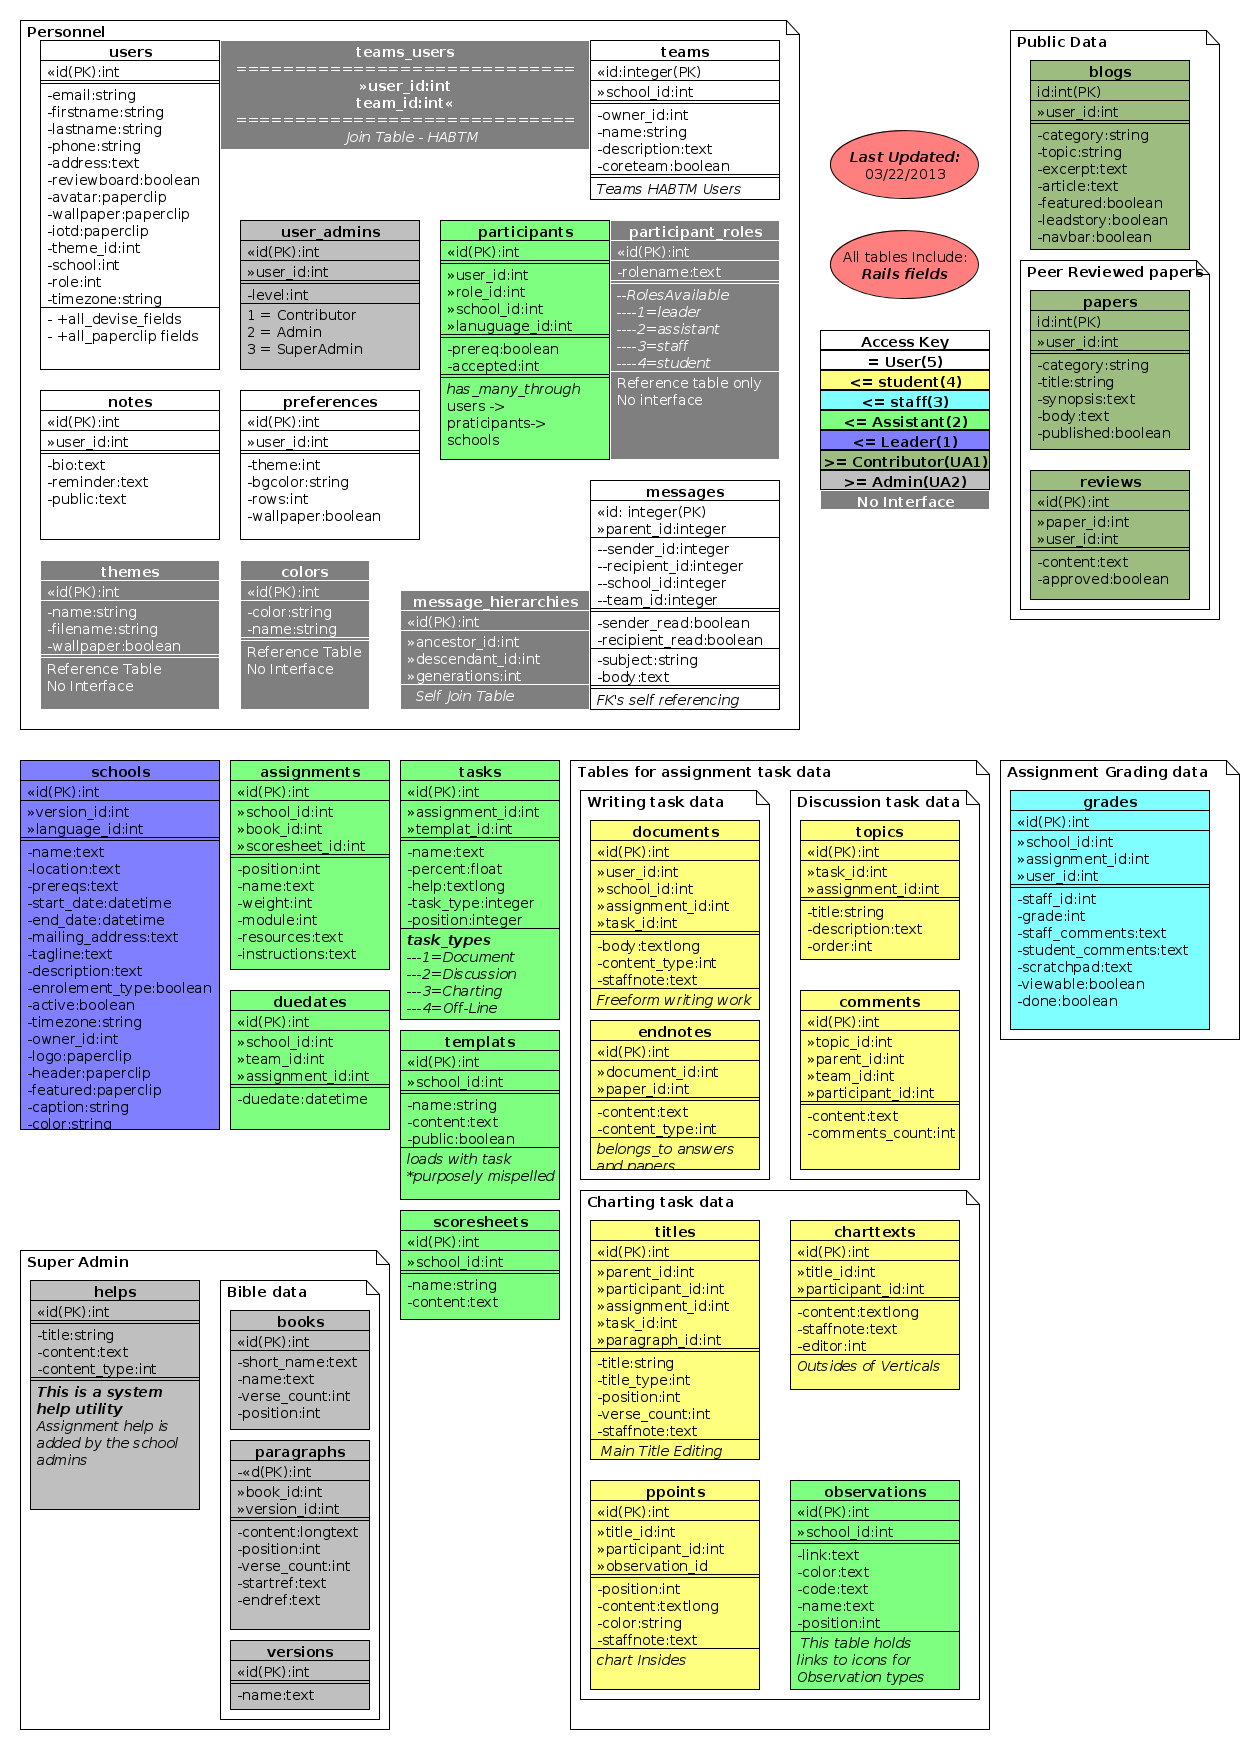 Personnel
users
«id(PK):int
-email:string
-firstname:string
-lastname:string
-phone:string
-address:text
-reviewboard:boolean
-avatar:paperclip
-wallpaper:paperclip
-iotd:paperclip
-theme_id:int
-school:int
-role:int
-timezone:string
- +all_devise_fields
- +all_paperclip fields
teams_users
=============================
»user_id:int
team_id:int«
=============================
Join Table - HABTM
teams
«id:integer(PK)
»school_id:int
-owner_id:int
-name:string
-description:text
-coreteam:boolean
Teams HABTM Users
user_admins
«id(PK):int
»user_id:int
-level:int
1 = Contributor
2 = Admin
3 = SuperAdmin
participants
«id(PK):int
»user_id:int
»role_id:int
»school_id:int
»lanuguage_id:int
-prereq:boolean
-accepted:int
has_many_through
users ->
praticipants->
schools
participant_roles
«id(PK):int
-rolename:text
--RolesAvailable
----1=leader
----2=assistant
----3=staff
----4=student
Reference table only
No interface
notes
«id(PK):int
»user_id:int
-bio:text
-reminder:text
-public:text
preferences
«id(PK):int
»user_id:int
-theme:int
-bgcolor:string
-rows:int
-wallpaper:boolean
themes
«id(PK):int
-name:string
-filename:string
-wallpaper:boolean
Reference Table
No Interface
colors
«id(PK):int
-color:string
-name:string
Reference Table
No Interface
message_hierarchies
«id(PK):int
»ancestor_id:int
»descendant_id:int
»generations:int
Self Join Table
messages
«id: integer(PK)
»parent_id:integer
--sender_id:integer
--recipient_id:integer
--school_id:integer
--team_id:integer
-sender_read:boolean
-recipient_read:boolean
-subject:string
-body:text
FK's self referencing
Last Updated:
03/22/2013
All tables Include:
Rails fields
Access Key
= User(5)
<= student(4)
<= staff(3)
<= Assistant(2)
<= Leader(1)
>= Contributor(UA1)
>= Admin(UA2)
No Interface
Public Data
blogs
id:int(PK)
»user_id:int
-category:string
-topic:string
-excerpt:text
-article:text
-featured:boolean
-leadstory:boolean
-navbar:boolean
Peer Reviewed papers
papers
id:int(PK)
»user_id:int
-category:string
-title:string
-synopsis:text
-body:text
-published:boolean
reviews
«id(PK):int
»paper_id:int
»user_id:int
-content:text
-approved:boolean
schools
«id(PK):int
»version_id:int
»language_id:int
-name:text
-location:text
-prereqs:text
-start_date:datetime
-end_date:datetime
-mailing_address:text
-tagline:text
-description:text
-enrolement_type:boolean
-active:boolean
-timezone:string
-owner_id:int
-logo:paperclip
-header:paperclip
-featured:paperclip
-caption:string
-color:string
assignments
«id(PK):int
»school_id:int
»book_id:int
»scoresheet_id:int
-position:int
-name:text
-weight:int
-module:int
-resources:text
-instructions:text
duedates
«id(PK):int
»school_id:int
»team_id:int
»assignment_id:int
-duedate:datetime
tasks
«id(PK):int
»assignment_id:int
»templat_id:int
-name:text
-percent:float
-help:textlong
-task_type:integer
-position:integer
task_types
---1=Document
---2=Discussion
---3=Charting
---4=Off-Line
templats
«id(PK):int
»school_id:int
-name:string
-content:text
-public:boolean
loads with task
*purposely mispelled
scoresheets
«id(PK):int
»school_id:int
-name:string
-content:text
Tables for assignment task data
Writing task data
documents
«id(PK):int
»user_id:int
»school_id:int
»assignment_id:int
»task_id:int
-body:textlong
-content_type:int
-staffnote:text
Freeform writing work
endnotes
«id(PK):int
»document_id:int
»paper_id:int
-content:text
-content_type:int
belongs_to answers
and papers
Discussion task data
topics
«id(PK):int
»task_id:int
»assignment_id:int
-title:string
-description:text
-order:int
comments
«id(PK):int
»topic_id:int
»parent_id:int
»team_id:int
»participant_id:int
-content:text
-comments_count:int
Charting task data
titles
«id(PK):int
»parent_id:int
»participant_id:int
»assignment_id:int
»task_id:int
»paragraph_id:int
-title:string
-title_type:int
-position:int
-verse_count:int
-staffnote:text
Main Title Editing
charttexts
«id(PK):int
»title_id:int
»participant_id:int
-content:textlong
-staffnote:text
-editor:int
Outsides of Verticals
ppoints
«id(PK):int
»title_id:int
»participant_id:int
»observation_id
-position:int
-content:textlong
-color:string
-staffnote:text
chart Insides
observations
«id(PK):int
»school_id:int
-link:text
-color:text
-code:text
-name:text
-position:int
This table holds
links to icons for
Observation types
Assignment Grading data
grades
«id(PK):int
»school_id:int
»assignment_id:int
»user_id:int
-staff_id:int
-grade:int
-staff_comments:text
-student_comments:text
-scratchpad:text
-viewable:boolean
-done:boolean
Super Admin
helps
«id(PK):int
-title:string
-content:text
-content_type:int
This is a system
help utility
Assignment help is
added by the school
admins
Bible data
books
«id(PK):int
-short_name:text
-name:text
-verse_count:int
-position:int
paragraphs
-«d(PK):int
»book_id:int
»version_id:int
-content:longtext
-position:int
-verse_count:int
-startref:text
-endref:text
versions
«id(PK):int
-name:text